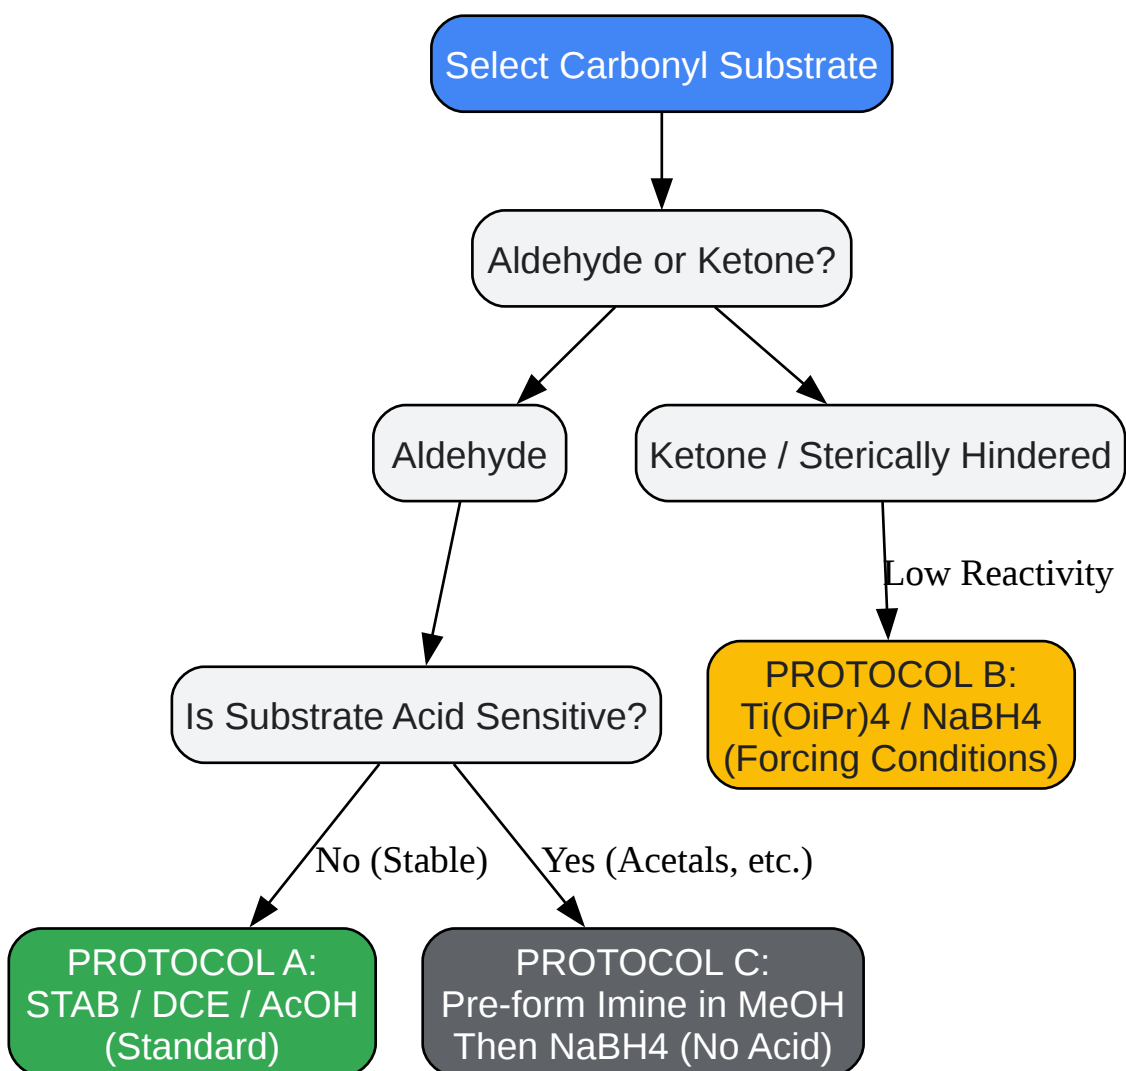 Select Carbonyl Substrate
Aldehyde or Ketone?
Aldehyde
Ketone / Sterically Hindered
Low Reactivity
Is Substrate Acid Sensitive?
PROTOCOL B:
Ti(OiPr)4 / NaBH4
(Forcing Conditions)
No (Stable)
Yes (Acetals, etc.)
PROTOCOL A:
STAB / DCE / AcOH
(Standard)
PROTOCOL C:
Pre-form Imine in MeOH
Then NaBH4 (No Acid)